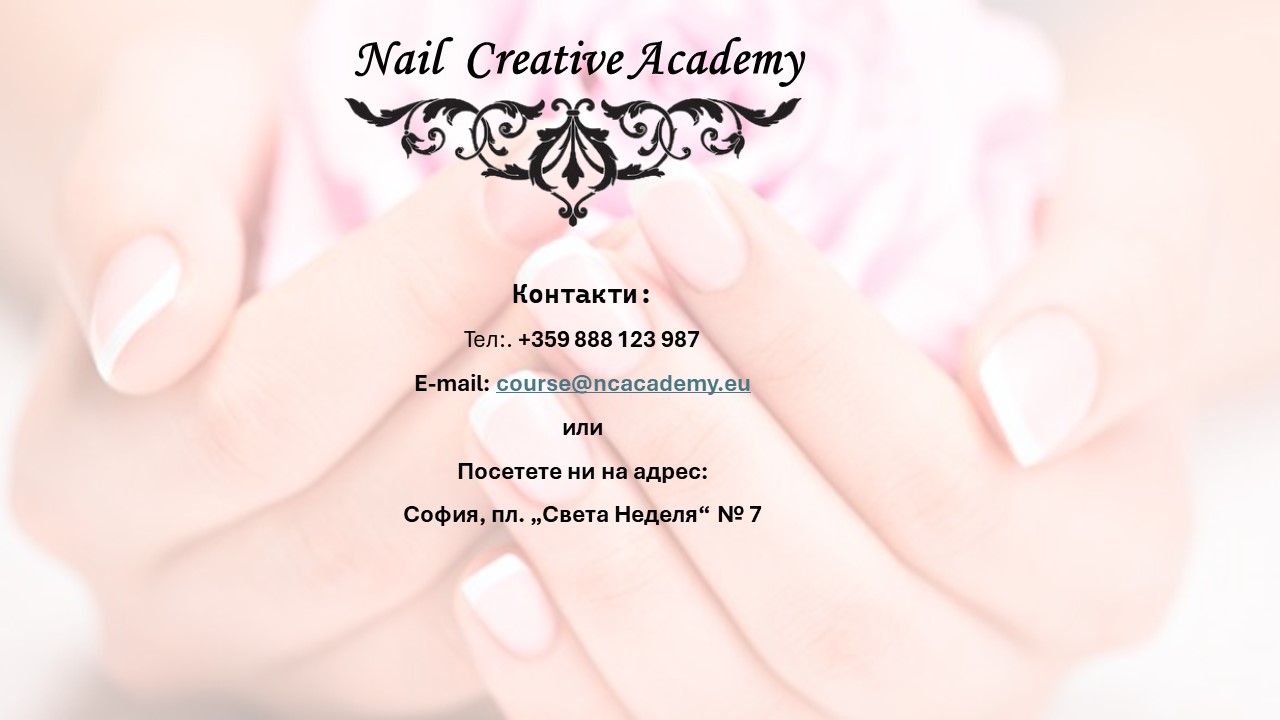 Nail Creative Academy
Контакти:
Тел:. +359 888 123 987
E-mail: course@ncacademy.eu
или
Посетете ни на адрес:
София, пл. „Света Неделя“ № 7